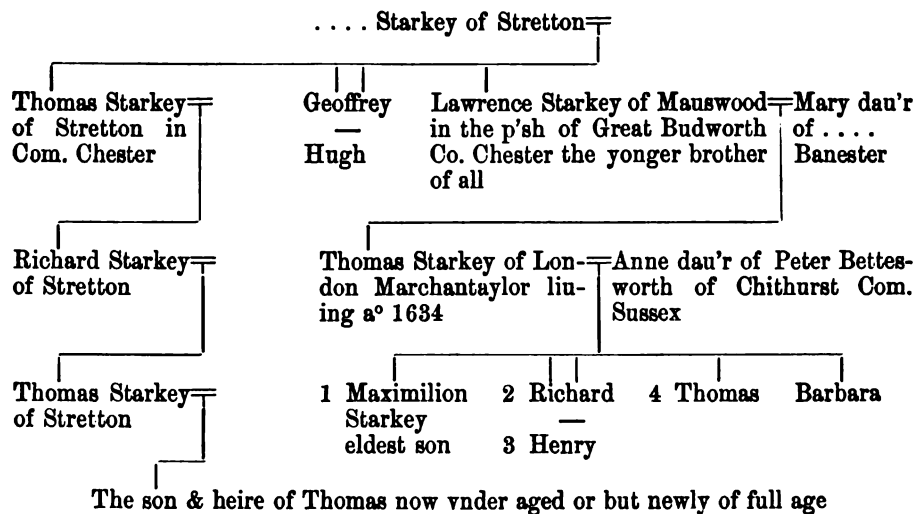 . . . . Starkey of Stretton
Thomas Starkey
of Stretton in
Com. Chester
Geoffrey
—
Hugh
Lawrence Starkey of Mauswood
in the p'sh of Great Budworth
Co. Chester the yonger brother
of all
Mary dau'r
of . . . .
Banester
Richard Starkey
of Stretton
Thomas Starkey of Lon-
don Marchantaylor liu-
ing aº 1634
Anne dau'r of Peter Bettes-
worth of Chithurst Com.
Sussex
Thomas Starkey
of Stretton
1 Maximilion
Starkey
eldest son
2 Richard
—
3 Henry
4 Thomas
Barbara
The son & heire of Thomas now vnder aged or but newly of full age